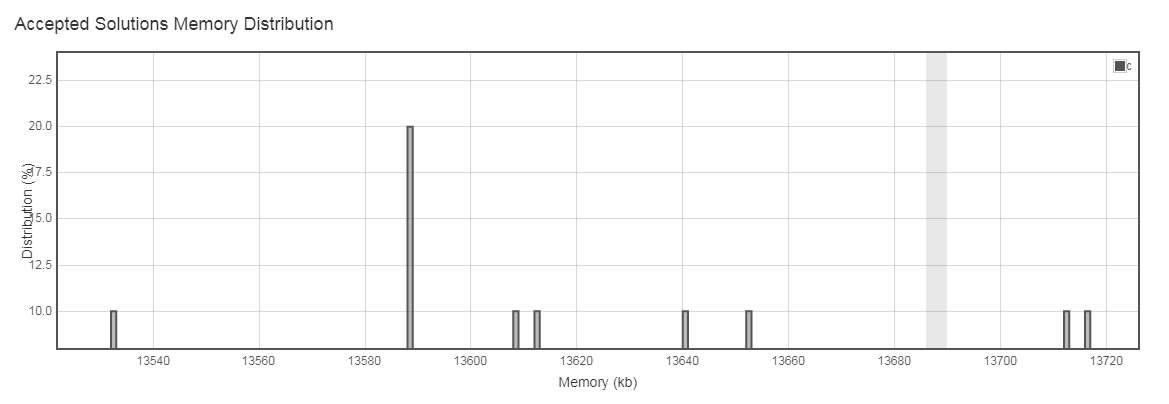 Accepted Solutions Memory Distribution
c
22.5
20.0
17.5
15.0
12.5
10.0
Distribution (%)
13540 13560 13580 13600 13620 13640 13660 13680 13700 13720
Memory (kb)